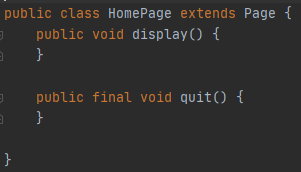 public class HomePage extends Page {
    public void display() {
    }

    public final void quit() {
    }

}